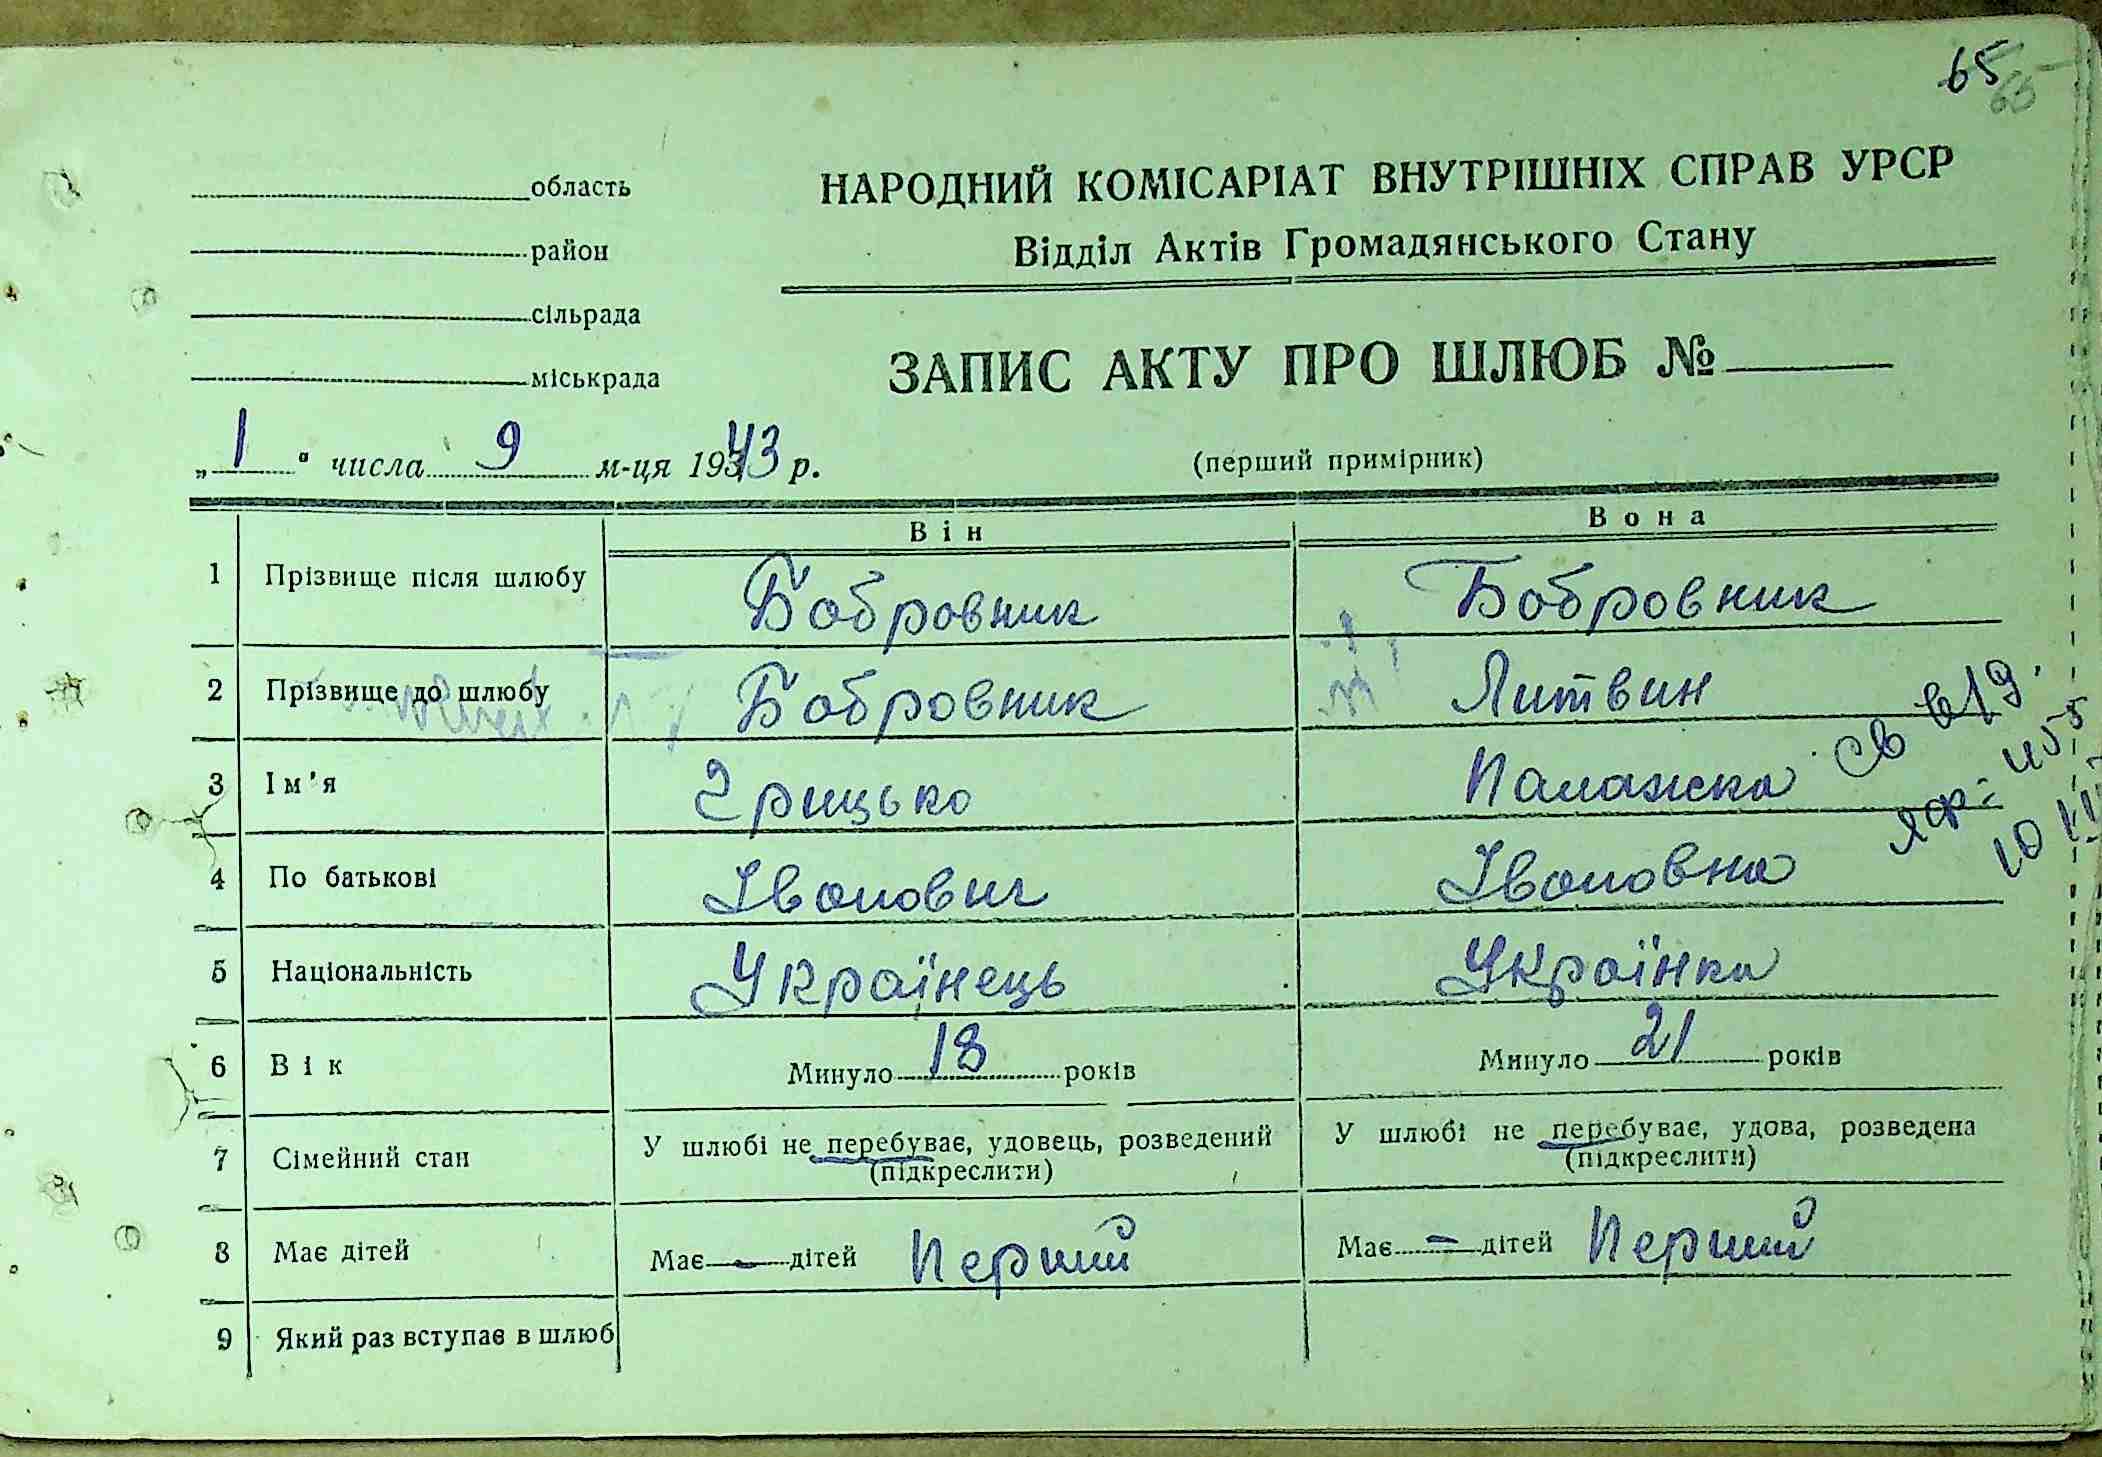 65
область
район
сільрада
міськрада
НАРОДНИЙ КОМІСАРІАТ ВНУТРІШНІХ СПРАВ УРСР
Відділ Актів Громадянського Стану
ЗАПИС АКТУ ПРО ШЛЮБ №
„1" числа 9 м-ця 1943 р.
(перший примірник)
Він
Вона
1 Прізвище після шлюбу Бобровник Бобровник
2 Прізвище до шлюбу Бобровник Литвин
3 Ім'я Грицько Палажка
4 По батькові Іванович Івановна
5 Національність Українець Українка
6 Вік Минуло 18 років Минуло 21 років
7 Сімейний стан У шлюбі не перебуває, удовець, розведений У шлюбі не перебуває, удова, розведена
(підкреслити) (підкреслити)
8 Має дітей Має - дітей Перший Має - дітей Перший
9 Який раз вступає в шлюб